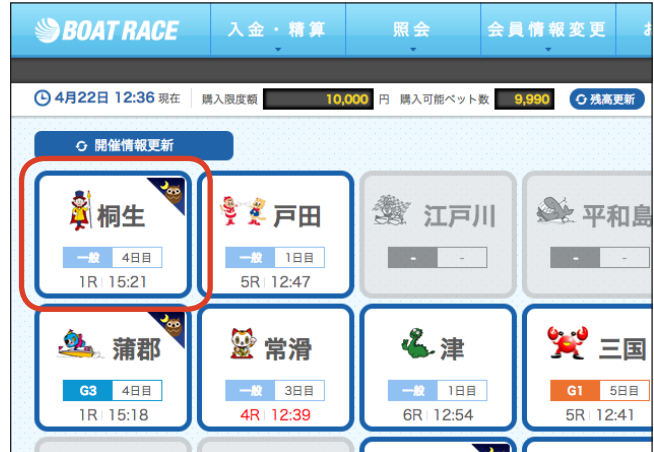 BOAT RACE 入金・精算 照会 会員情報変更
4月22日 12:36 現在 購入限度額 10,000 円 購入可能ベット数 9,990 残高更新
開催情報更新
桐生 戸田 江戸川 平和島
一般 4日目 一般 1日目 - - - -
1R 15:21 5R 12:47
蒲郡 常滑 津 三国
G3 4日目 一般 3日目 一般 1日目 G1 5日目
1R 15:18 4R 12:39 6R 12:54 5R 12:41